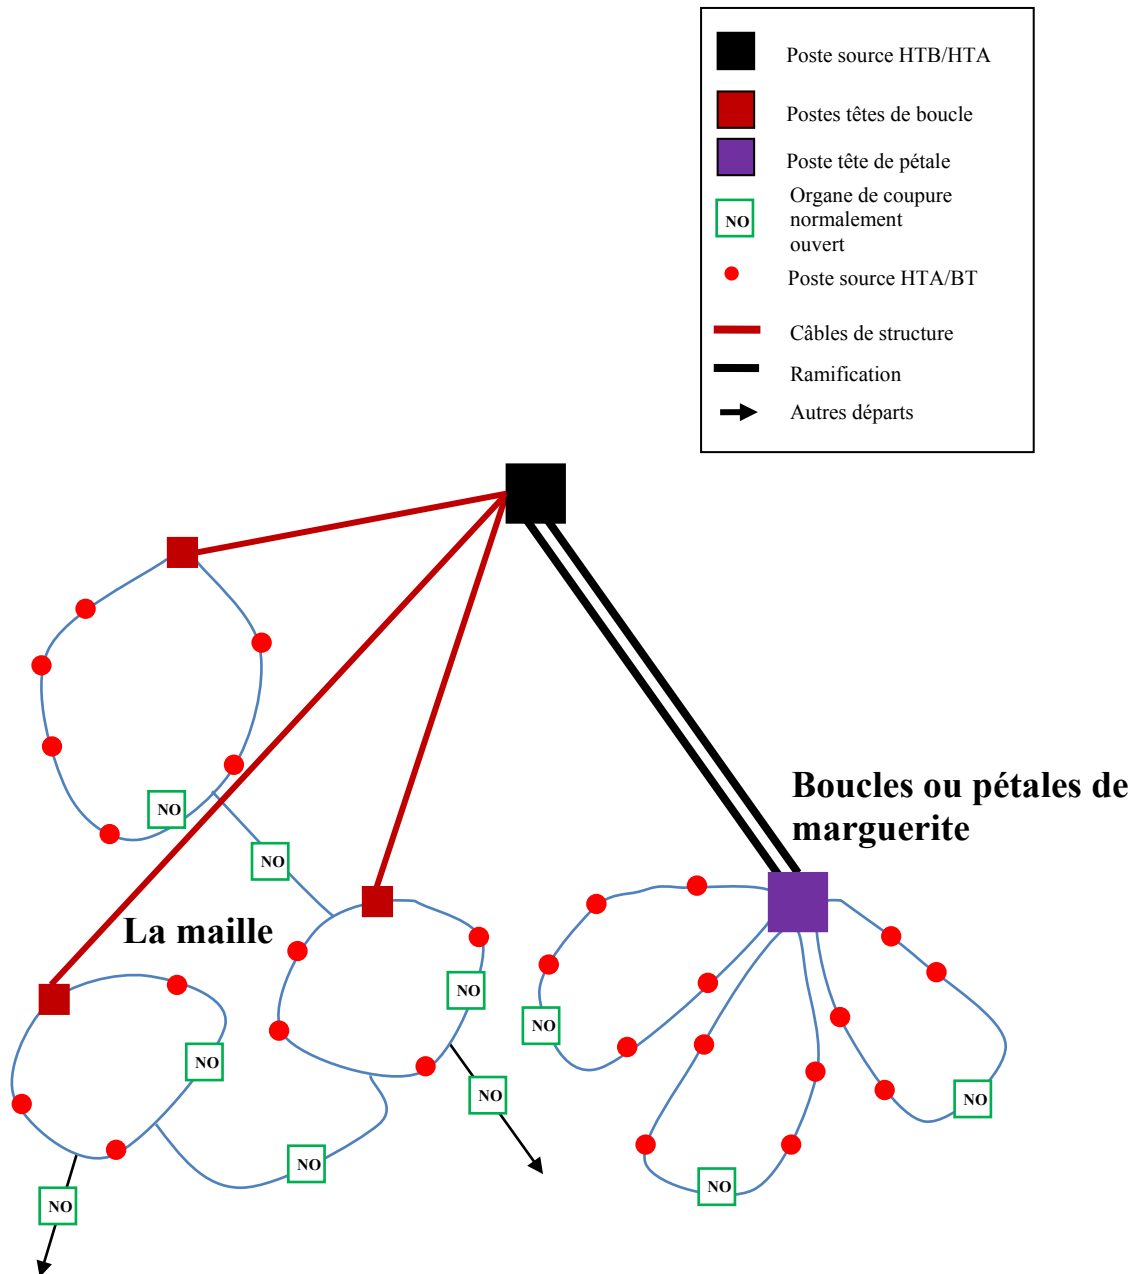 Poste source HTB/HTA
Postes têtes de boucle
Poste tête de pétale
Organe de coupure
normalement
ouvert
NO
Poste source HTA/BT
Câbles de structure
Ramification
Autres départs
Boucles ou pétales de
marguerite
NO
NO
La maille
NO
NO
NO
NO
NO
NO
NO
NO
NO